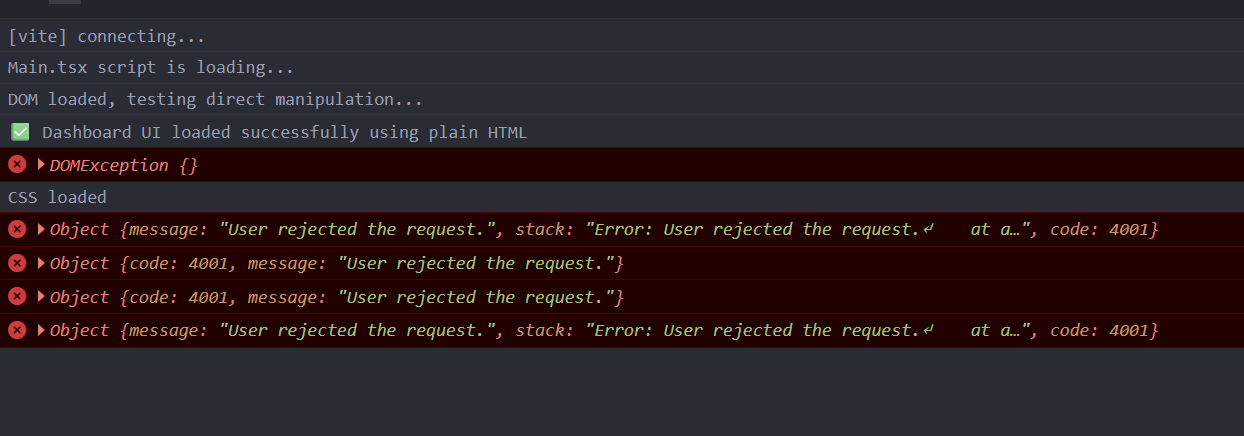 [vite] connecting...
Main.tsx script is loading...
DOM loaded, testing direct manipulation...
✅ Dashboard UI loaded successfully using plain HTML
DOMException {}
CSS loaded
Object {message: "User rejected the request.", stack: "Error: User rejected the request.↵    at a…", code: 4001}
Object {code: 4001, message: "User rejected the request."}
Object {code: 4001, message: "User rejected the request."}
Object {message: "User rejected the request.", stack: "Error: User rejected the request.↵    at a…", code: 4001}